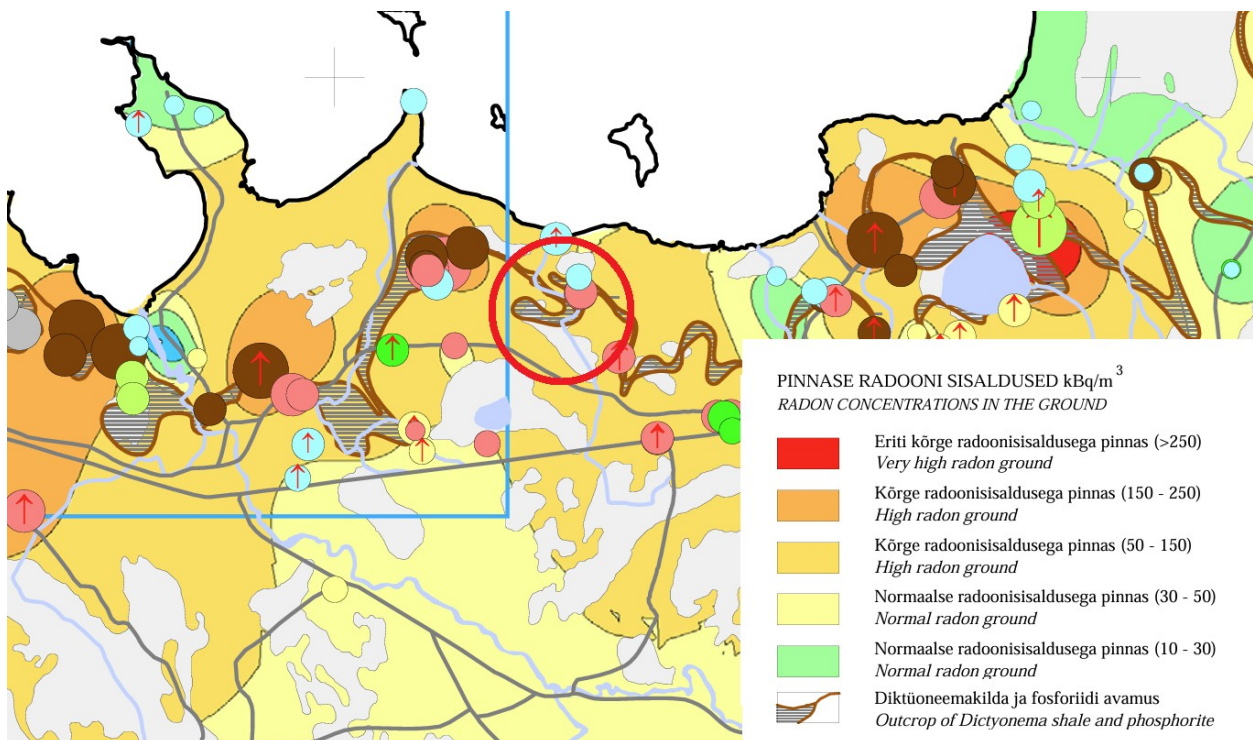 PINNASE RADOONI SISALDUSED kBq/m³
RADON CONCENTRATIONS IN THE GROUND
Eriti kõrge radoonisisaldusega pinnas (>250)
Very high radon ground
Kõrge radoonisisaldusega pinnas (150 - 250)
High radon ground
Kõrge radoonisisaldusega pinnas (50 - 150)
High radon ground
Normaalse radoonisisaldusega pinnas (30 - 50)
Normal radon ground
Normaalse radoonisisaldusega pinnas (10 - 30)
Normal radon ground
Diktüoneemakilda ja fosforiidi avamus
Outcrop of Dictyonema shale and phosphorite